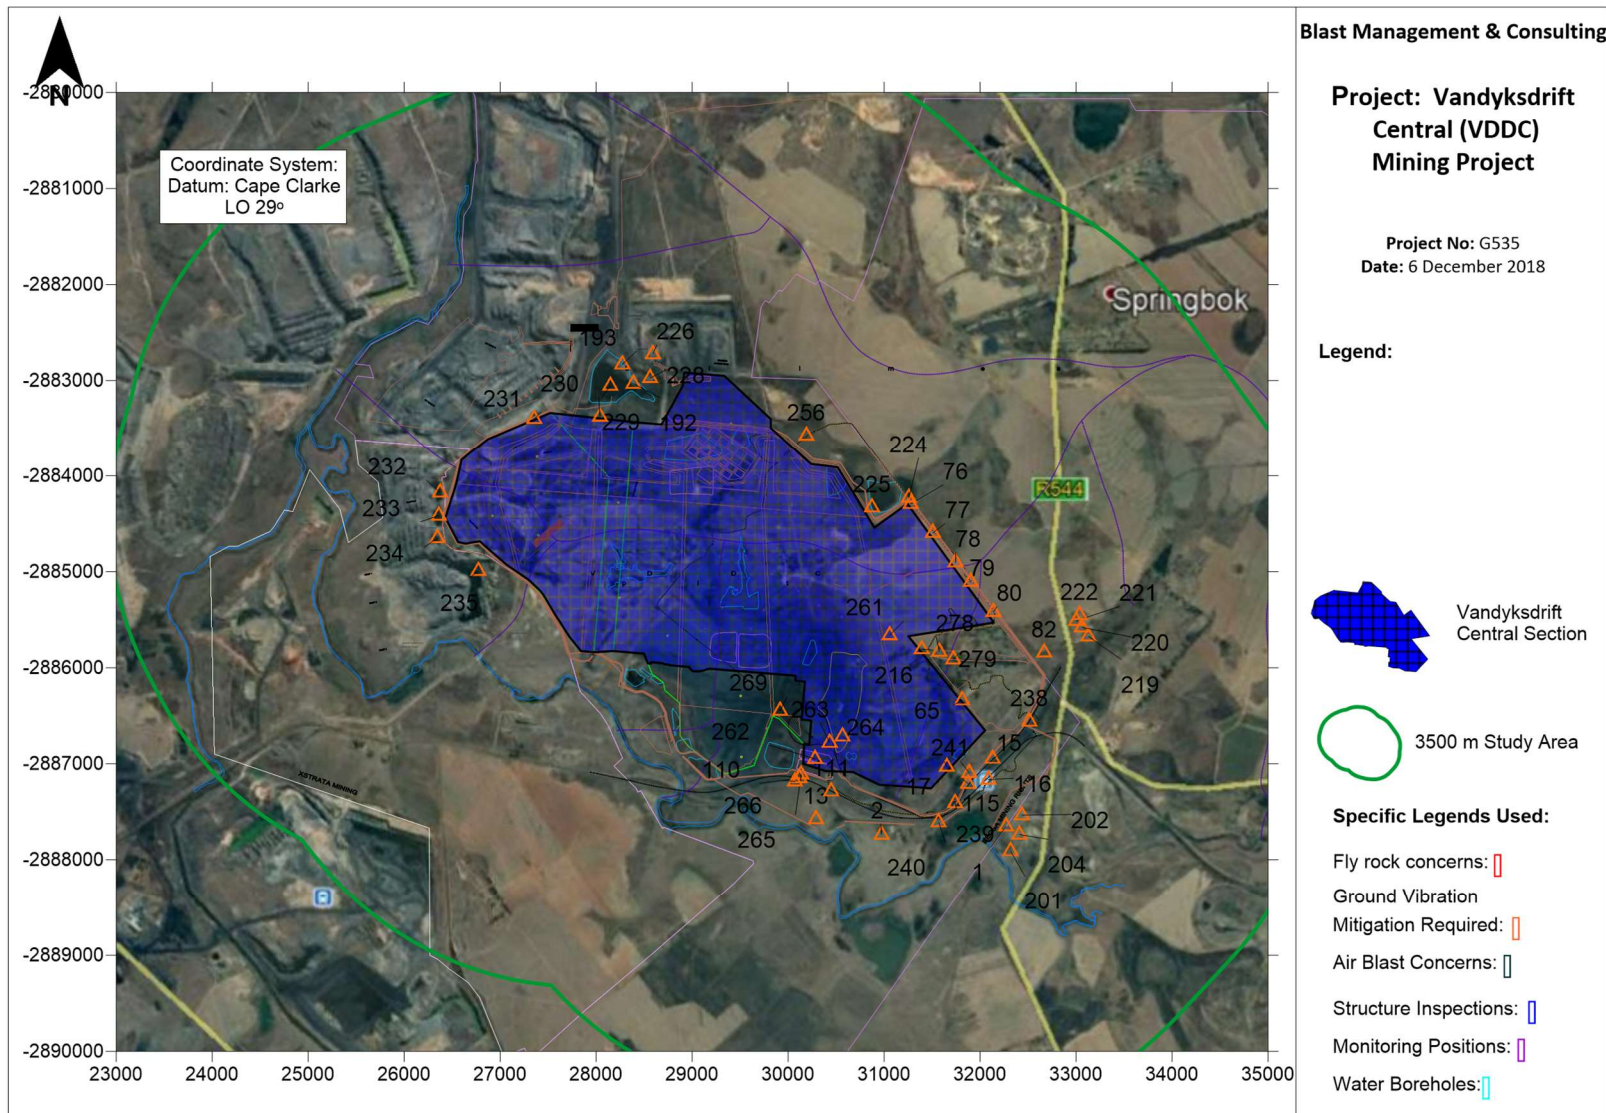 Blast Management & Consulting
Project: Vandyksdrift
Central (VDDC)
Mining Project
Project No: G535
Date: 6 December 2018
Legend:
Vandyksdrift
Central Section
3500 m Study Area
Specific Legends Used:
Fly rock concerns:
Ground Vibration
Mitigation Required:
Air Blast Concerns:
Structure Inspections:
Monitoring Positions:
Water Boreholes:
N
Coordinate System:
Datum: Cape Clarke
LO 29º
-2880000
-2881000
-2882000
-2883000
-2884000
-2885000
-2886000
-2887000
-2888000
-2889000
-2890000
23000 24000 25000 26000 27000 28000 29000 30000 31000 32000 33000 34000 35000
Springbok
R544
XSTRATA MINING
193
226
230
228
231
229
192
256
224
232
225
76
233
77
234
78
79
235
261
80
222
221
278
82
220
279
216
219
269
263
65
238
262
264
241
15
110
111
17
16
13
2
115
266
202
265
239
240
1
204
201